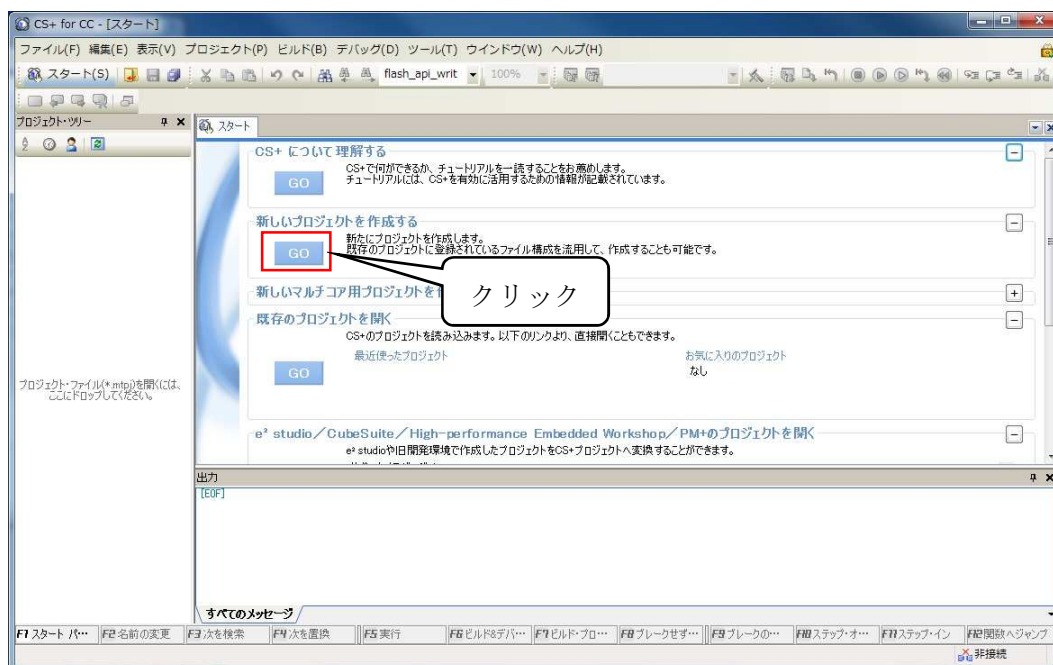 CS+ for CC - [スタート]
ファイル(F) 編集(E) 表示(V) プロジェクト(P) ビルド(B) デバッグ(D) ツール(T) ウインドウ(W) ヘルプ(H)
スタート(S) flash_api_writ 100%
プロジェクト・ツリー
スタート
CS+ について理解する
GO
CS+で何ができるか、チュートリアルを一読することをお薦めします。
チュートリアルには、CS+を有効に活用するための情報が記載されています。
新しいプロジェクトを作成する
GO
新たにプロジェクトを作成します。
既存のプロジェクトに登録されているファイル構成を流用して、作成することも可能です。
クリック
新しいマルチコア用プロジェクトを
既存のプロジェクトを開く
CS+のプロジェクトを読み込みます。以下のリンクより、直接開くこともできます。
GO
最近使ったプロジェクト
お気に入りのプロジェクト
なし
プロジェクト・ファイル(*.mtpj)を開くには、
ここにドロップしてください。
e² studio/CubeSuite/High-performance Embedded Workshop/PM+のプロジェクトを開く
e² studioや旧開発環境で作成したプロジェクトをCS+プロジェクトへ変換することができます。
出力
[EOF]
すべてのメッセージ
F1 スタート パ… F2 名前の変更 F3 次を検索 F4 次を置換 F5 実行 F6 ビルド&デバ… F7 ビルド・プロ… F8 ブレークせず… F9 ブレークの… F10 ステップ・オ… F11 ステップ・イン F12 関数へジャンプ
非接続